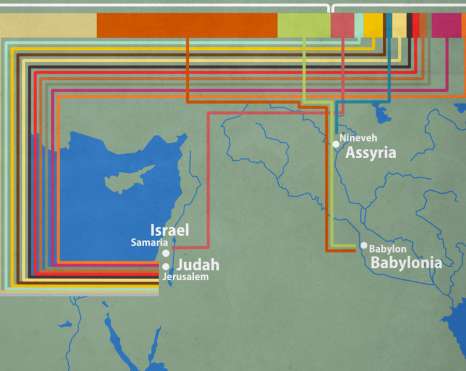 Nineveh
Assyria
Israel
Samaria
Judah
Jerusalem
Babylon
Babylonia